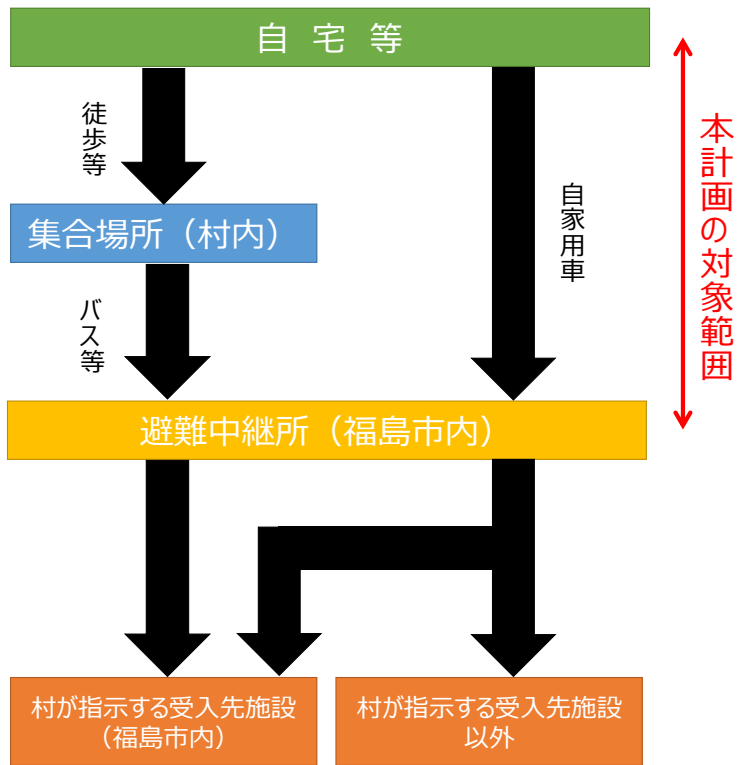 自宅等
徒歩等
集合場所（村内）
自家用車
バス等
避難中継所（福島市内）
村が指示する受入先施設
（福島市内）
村が指示する受入先施設
以外
本計画の対象範囲